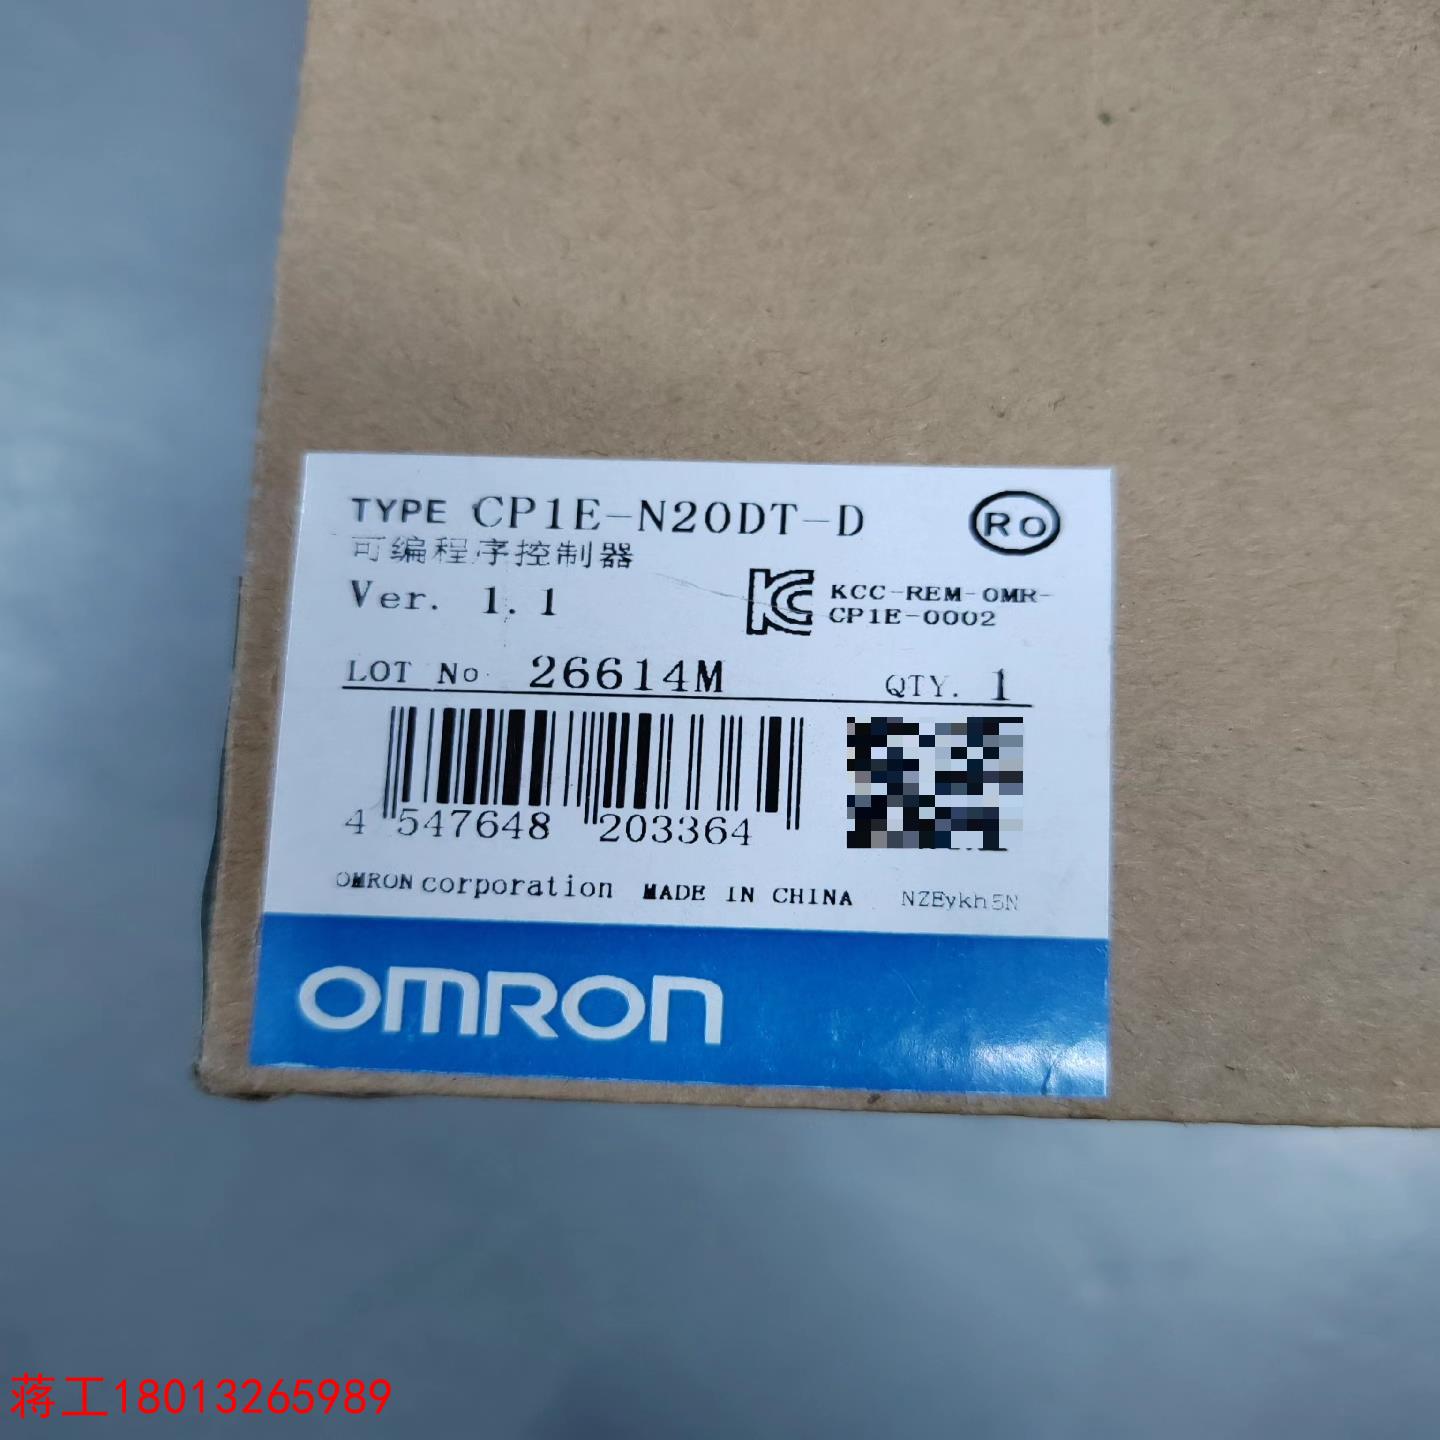 TYPE CP1E-N20DT-D
RO
可编程序控制器
Ver. 1.1
KCC-REM-OMR-
CP1E-0002
LOT No. 26614M QTY. 1
4 547648 203364
OMRON corporation MADE IN CHINA NZEykh5N
OMRON
蒋工18013265989